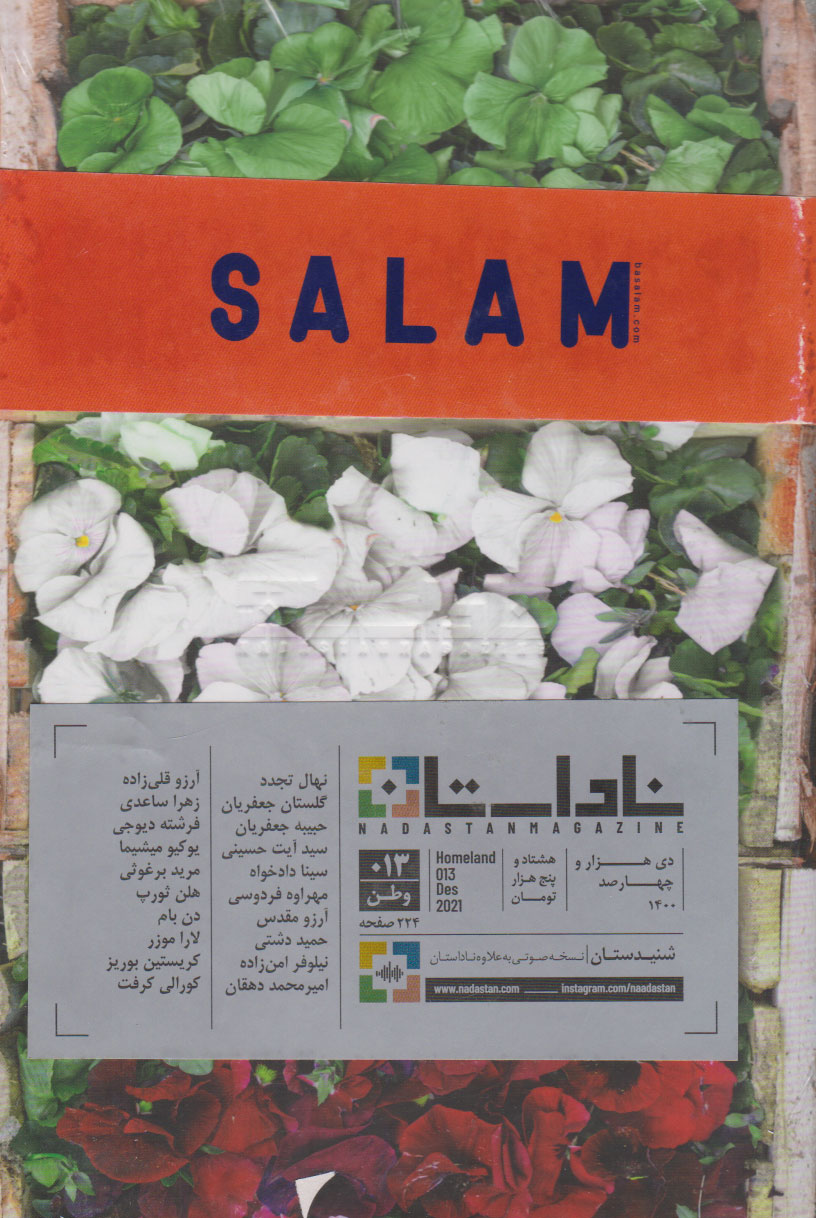 SALAM
basalam.com
ناداستان
NADASTANMAGAZINE
دی هزار و
چهارصد
۱۴۰۰
هشتاد و
پنج هزار
تومان
Homeland
013
Des
2021
۰۱۳
وطن
۲۲۴ صفحه
شنیدستان | نسخه صوتی به علاوه ناداستان
www.nadastan.com ______ instagram.com/naadastan
نهال تجدد
گلستان جعفریان
حبیبه جعفریان
سید آیت حسینی
سینا دادخواه
مهراوه فردوسی
آرزو مقدس
حمید دشتی
نیلوفر امن‌زاده
امیرمحمد دهقان
آرزو قلی‌زاده
زهرا ساعدی
فرشته دیوجی
یوکیو میشیما
مرید برغوثی
هلن ثورپ
دن بام
لارا موزر
کریستین بوریز
کورالی کرفت